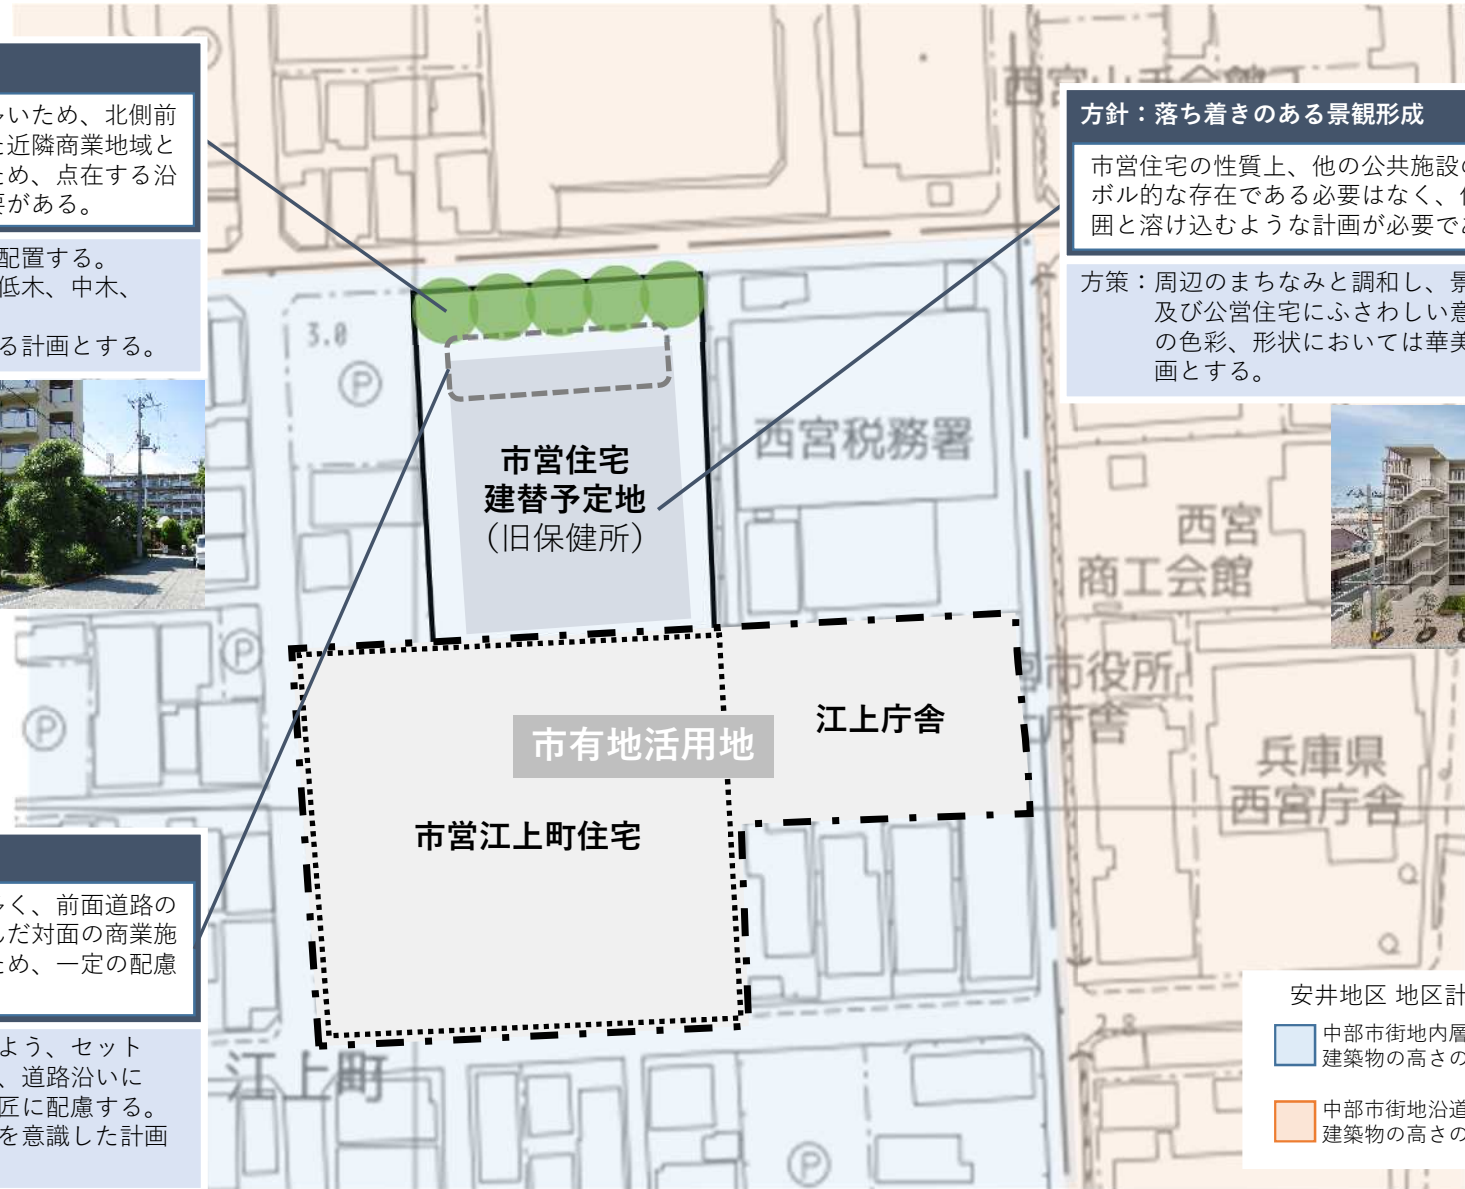 いため、北側前
近隣商業地域と
め、点在する沿
要がある。
配置する。
低木、中木、
る計画とする。
方針：落ち着きのある景観形成
市営住宅の性質上、他の公共施設の
ボル的な存在である必要はなく、
囲と溶け込むような計画が必要で
方策：周辺のまちなみと調和し、景
及び公営住宅にふさわしい意
の色彩、形状においては華美
画とする。
3.0
P
西宮税務署
市営住宅
建替予定地
（旧保健所）
西宮
商工会館
P
P
市役所
庁舎
江上庁舎
市有地活用地
兵庫県
西宮庁舎
市営江上町住宅
く、前面道路の
だ対面の商業施
め、一定の配慮
よう、セット
、道路沿いに
匠に配慮する。
を意識した計画
江上町
2.8
P
安井地区 地区計
中部市街地内層
建築物の高さの
中部市街地沿道
建築物の高さの